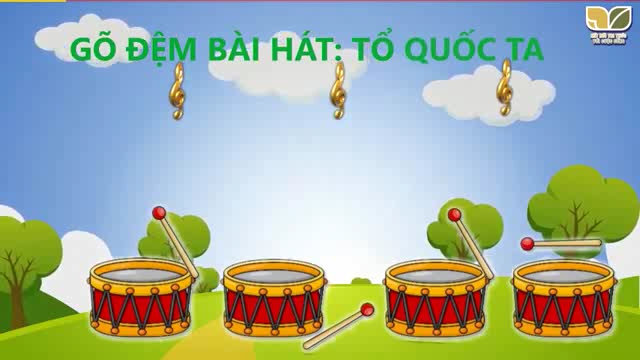 GÕ ĐỆM BÀI HÁT: TỔ QUỐC TA